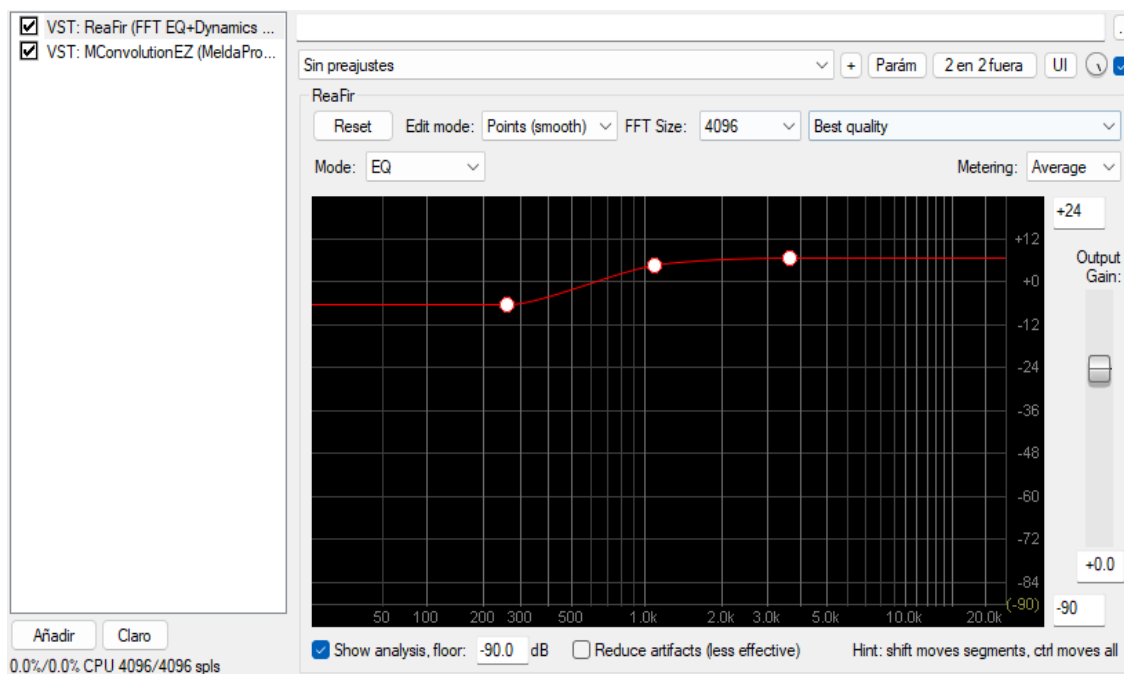 VST: ReaFir (FFT EQ+Dynamics ...
VST: MConvolutionEZ (MeldaPro...
Sin preajustes
+
Parám
2 en 2 fuera
UI
ReaFir
Reset
Edit mode: Points (smooth)
FFT Size: 4096
Best quality
Mode: EQ
Metering: Average
+24
+12
+0
-12
-24
-36
-48
-60
-72
-84
(-90)
Output
Gain:
+0.0
-90
50 100 200 300 500 1.0k 2.0k 3.0k 5.0k 10.0k 20.0k
Añadir
Claro
Show analysis, floor: -90.0 dB
Reduce artifacts (less effective)
Hint: shift moves segments, ctrl moves all
0.0%/0.0% CPU 4096/4096 spls